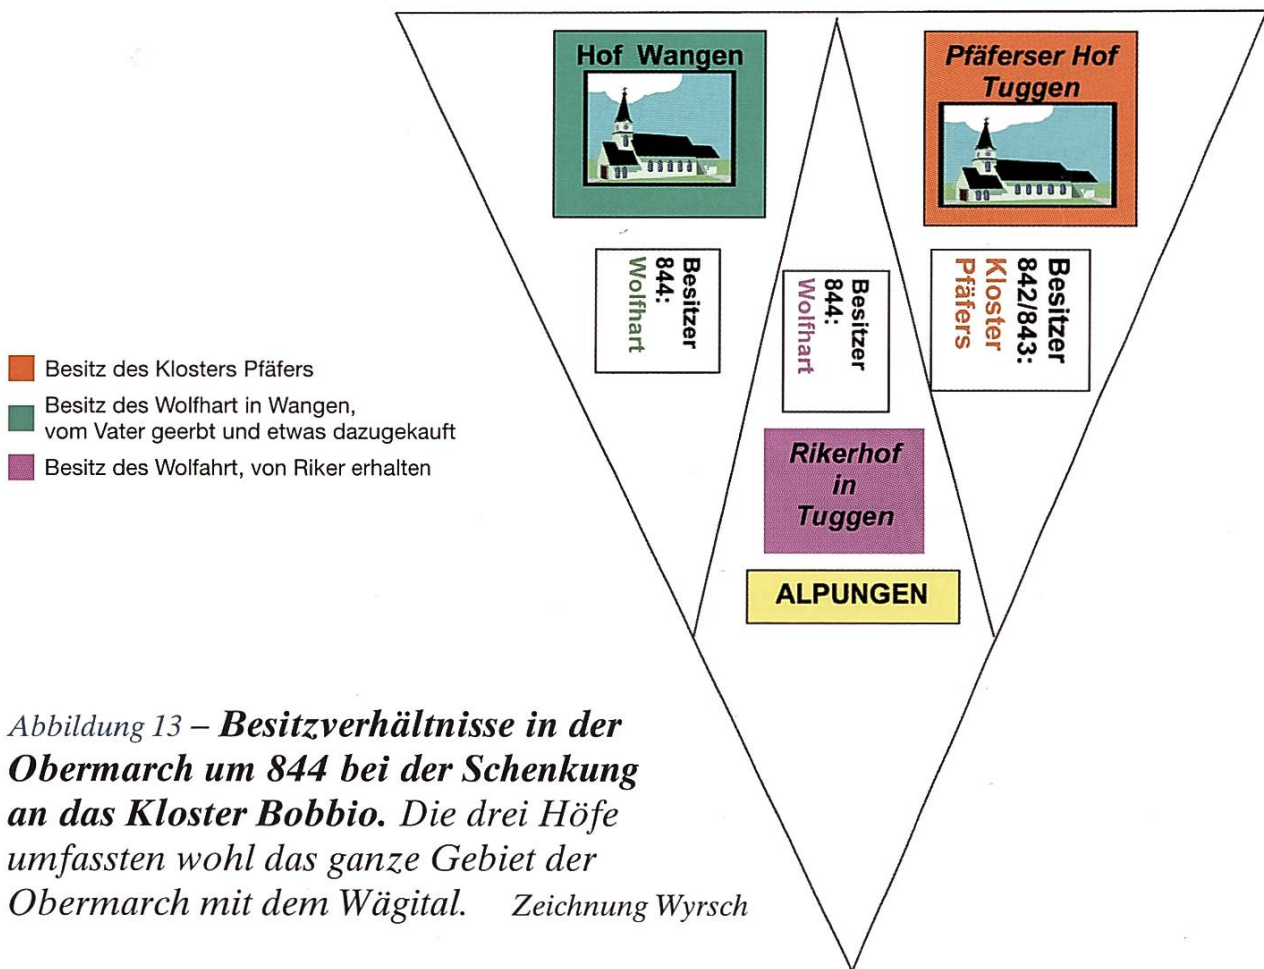 Hof Wangen
Pfäferser Hof
Tuggen
Besitzer
844:
Wolfhart
Besitzer
844:
Wolfhart
Besitzer
842/843:
Kloster
Pfäfers
Rikerhof
in
Tuggen
ALPUNGEN
Besitz des Klosters Pfäfers
Besitz des Wolfhart in Wangen,
vom Vater geerbt und etwas dazugekauft
Besitz des Wolfahrt, von Riker erhalten
Abbildung 13 – Besitzverhältnisse in der
Obermarch um 844 bei der Schenkung
an das Kloster Bobbio. Die drei Höfe
umfassten wohl das ganze Gebiet der
Obermarch mit dem Wägital. Zeichnung Wyrsch